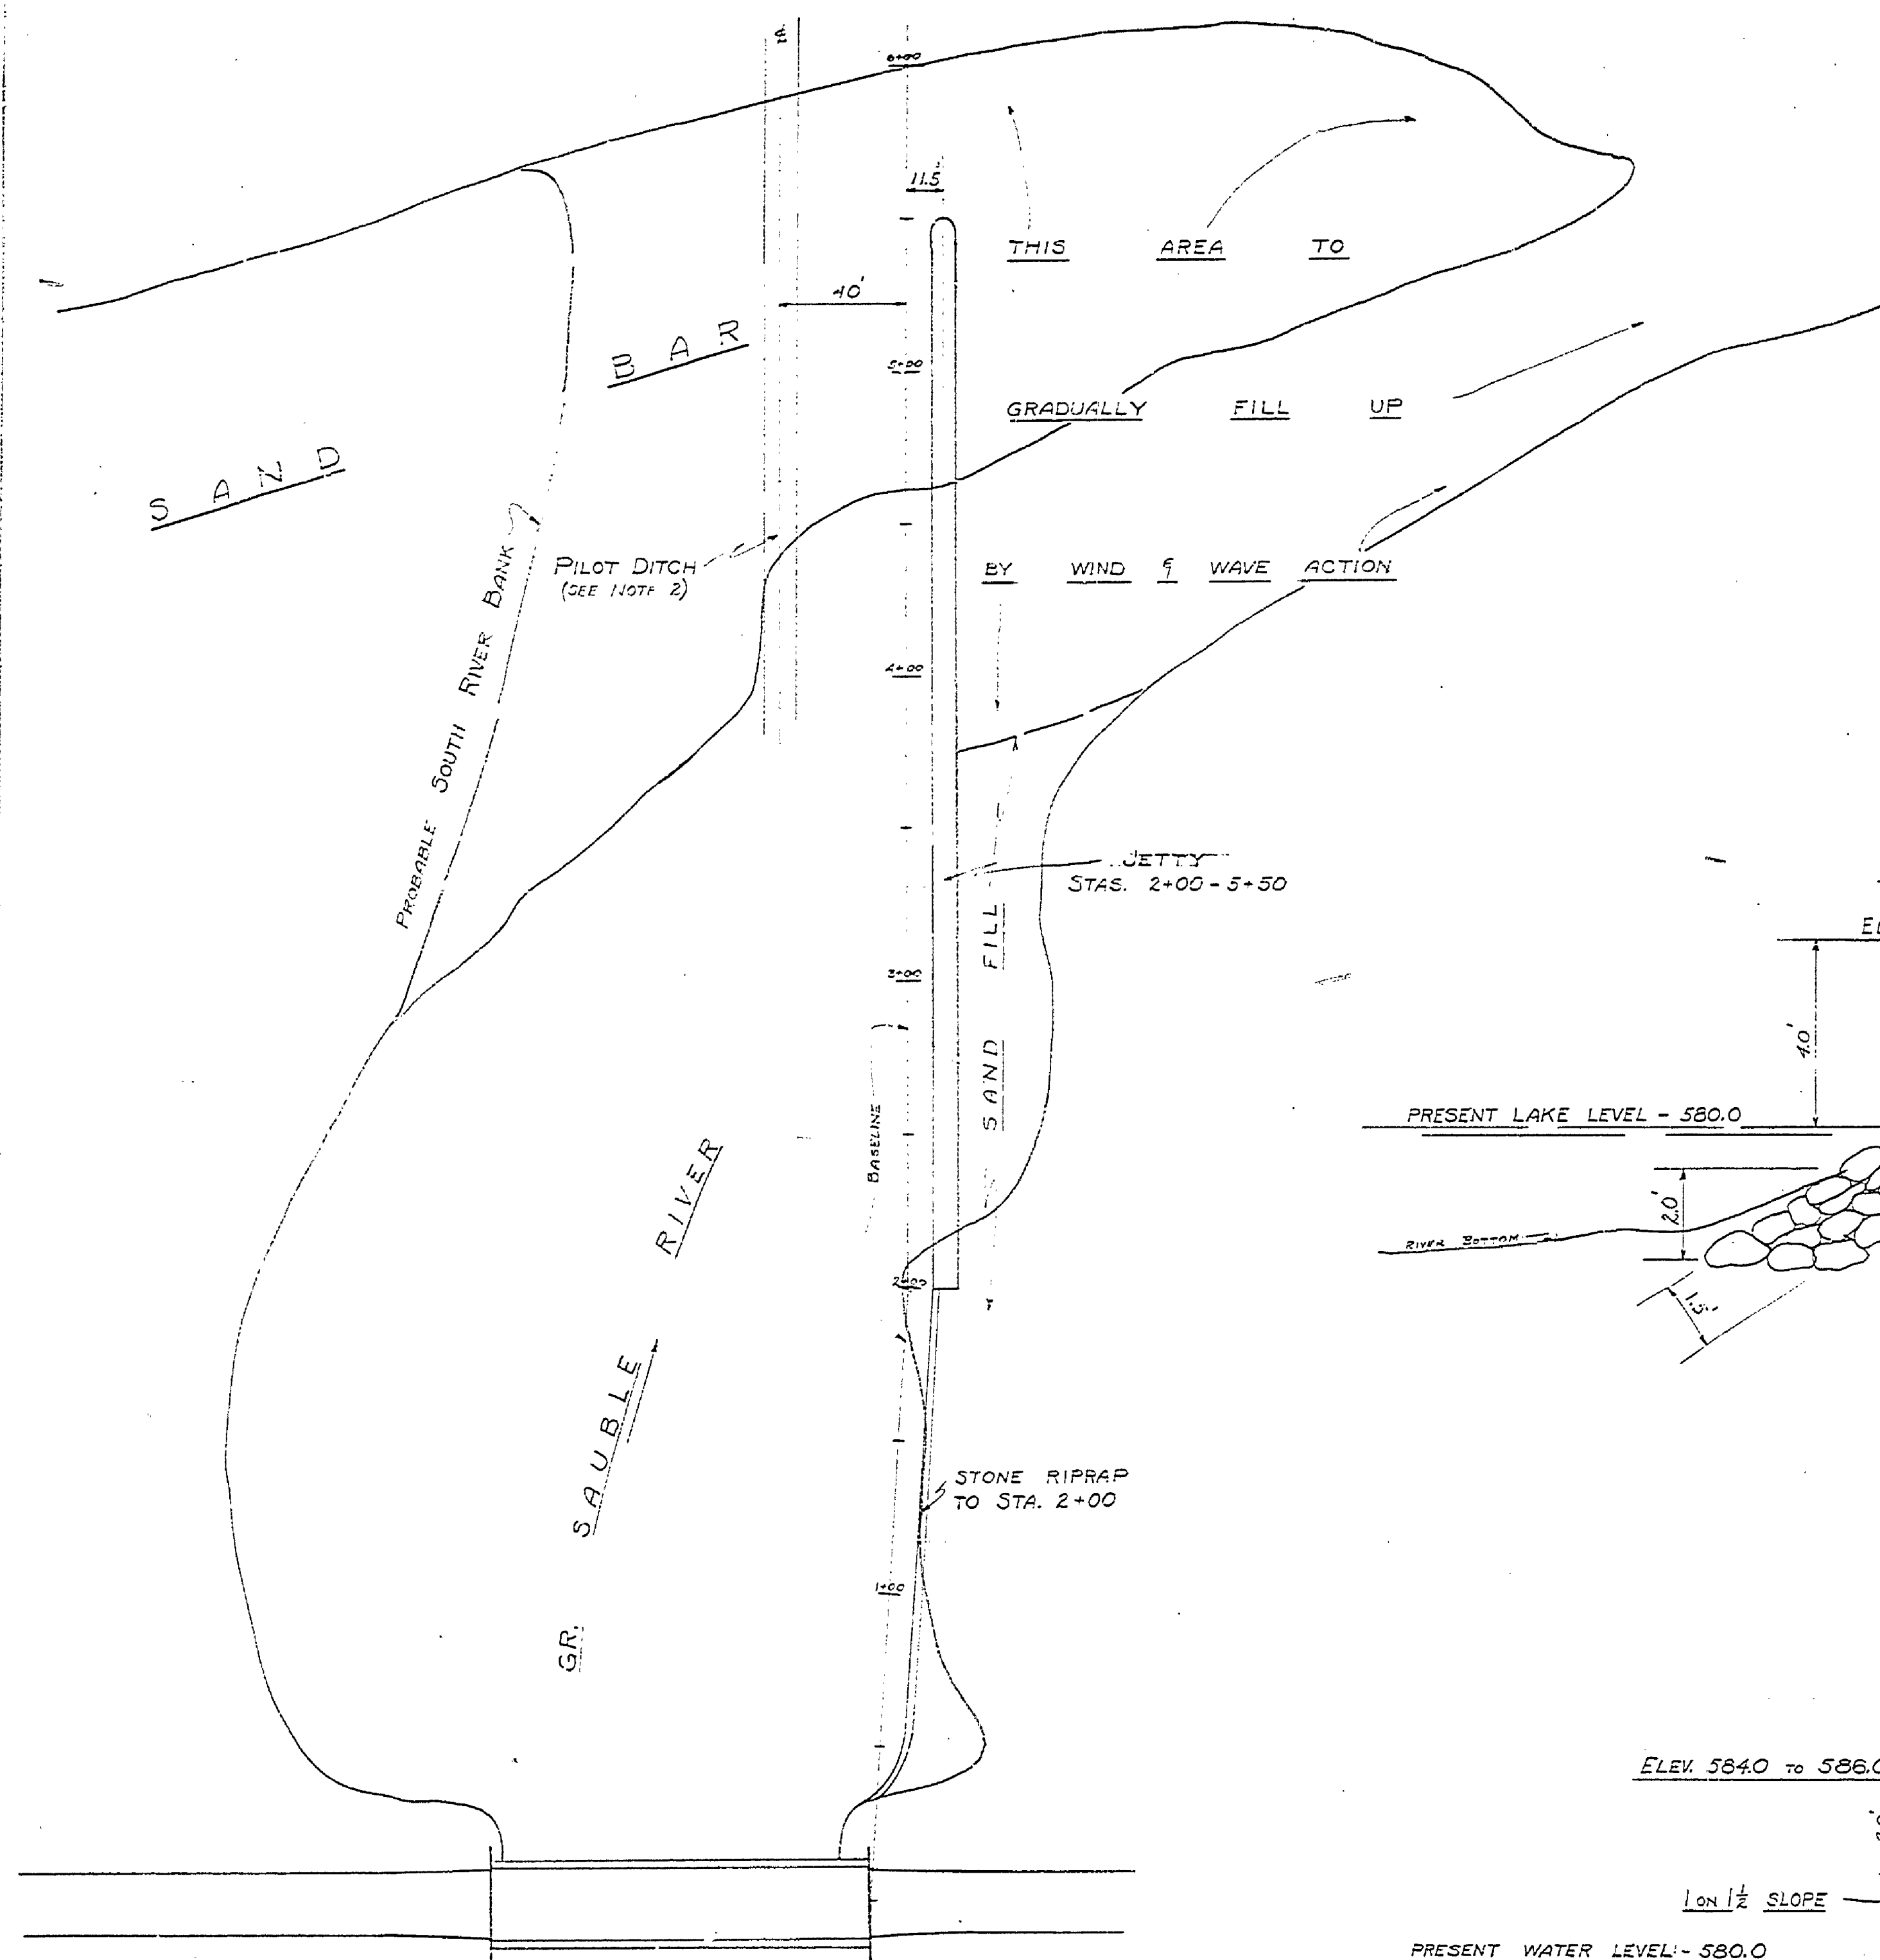 6+00
11.5'
THIS AREA TO
40'
BAR
5+00
GRADUALLY FILL UP
SAND
PILOT DITCH
(SEE NOTE 2)
BY WIND & WAVE ACTION
PROBABLE SOUTH RIVER BANK
4+00
JETTY
STAS. 2+00 - 5+50
SAND FILL
3+00
4.0'
BASELINE
PRESENT LAKE LEVEL - 580.0
2.0'
RIVER BOTTOM
1.5'
2+00
GR. SAUBLE RIVER
STONE RIPRAP
TO STA. 2+00
1+00
ELEV. 584.0 TO 586.0
1 ON 1½ SLOPE
PRESENT WATER LEVEL - 580.0